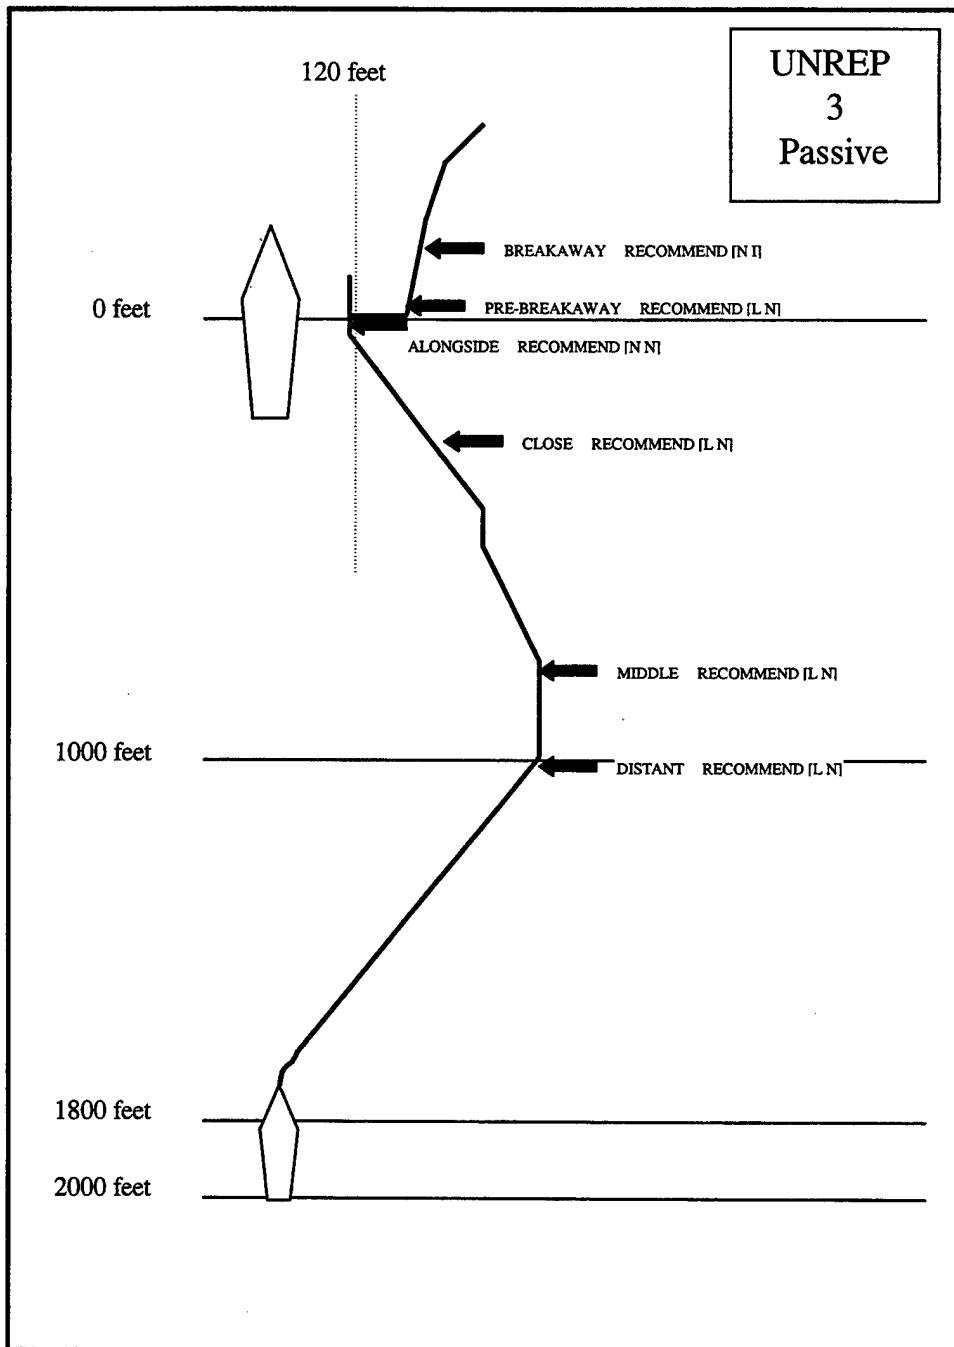 UNREP
3
Passive
120 feet
BREAKAWAY RECOMMEND [N I]
0 feet
PRE-BREAKAWAY RECOMMEND [L N]
ALONGSIDE RECOMMEND [N N]
CLOSE RECOMMEND [L N]
MIDDLE RECOMMEND [L N]
1000 feet
DISTANT RECOMMEND [L N]
1800 feet
2000 feet